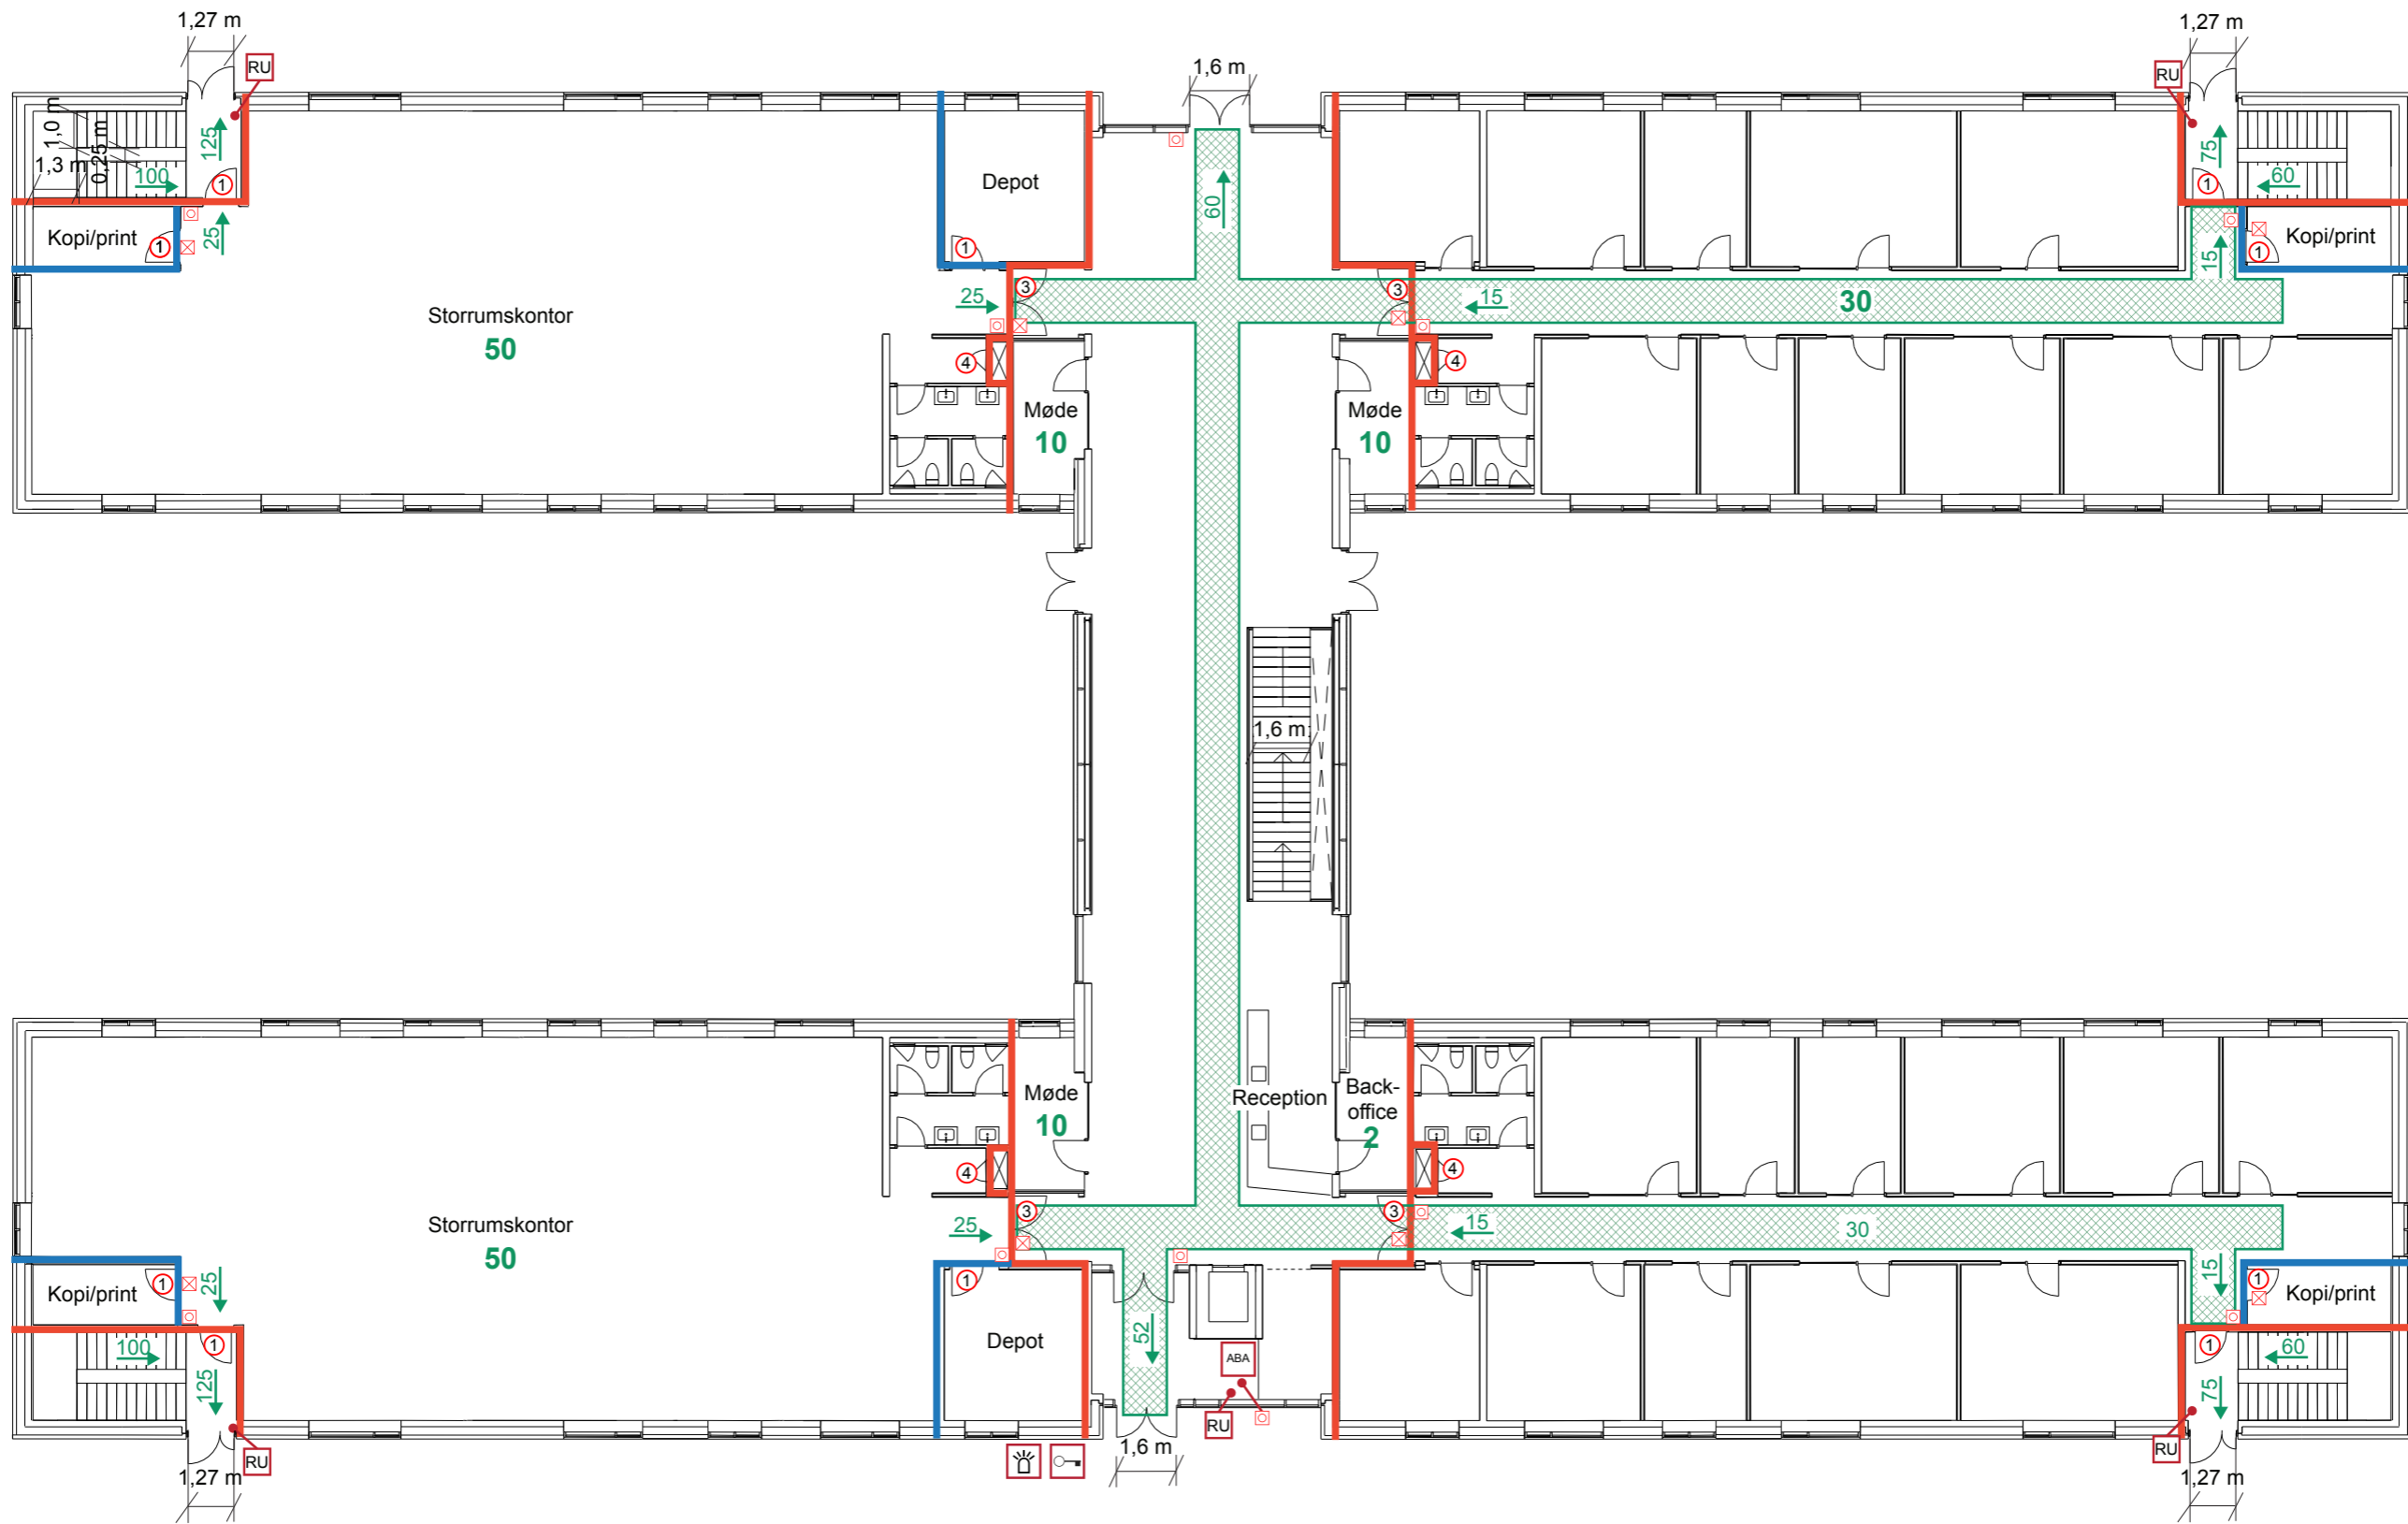 1,27 m
1,27 m
1,6 m
RU
RU
1,0 m
0,25 m
1,3 m
125
100
1
75
60
1
Depot
60
Kopi/print
1
25
1
15
1
Kopi/print
25
3
3
15
30
Storrumskontor
50
4
4
Møde
10
Møde
10
1,6 m
Reception
Back-
office
2
Møde
10
4
4
Storrumskontor
50
25
3
3
15
30
Kopi/print
1
25
1
15
1
Kopi/print
100
1
125
Depot
52
ABA
RU
1
60
75
RU
1,6 m
RU
1,27 m
1,27 m